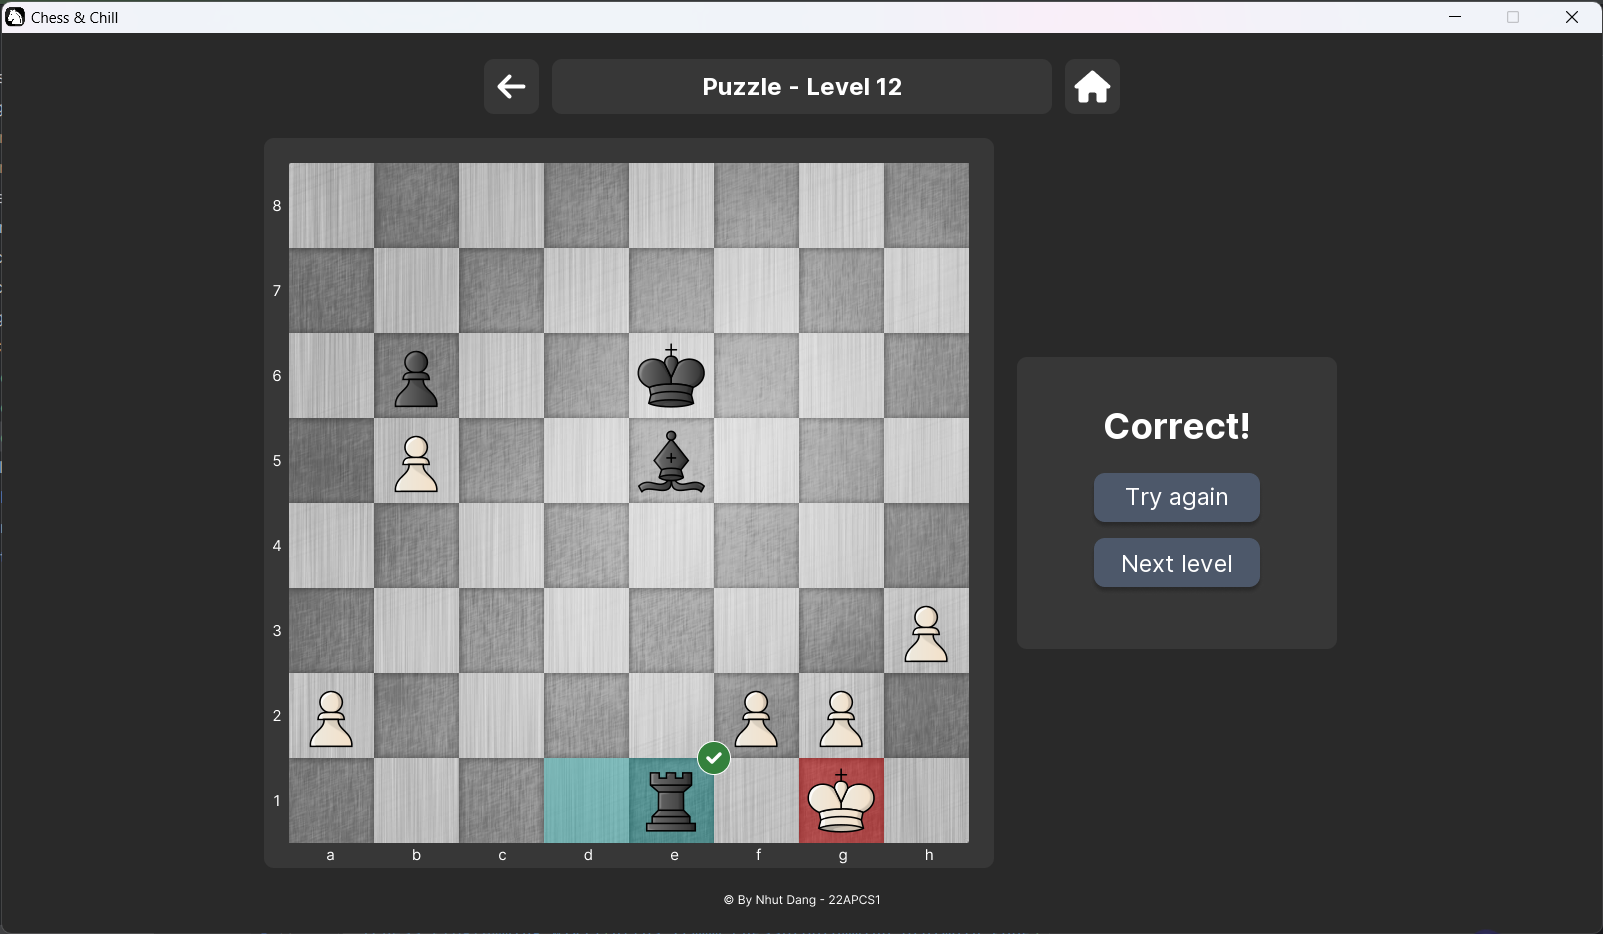 Chess & Chill
Puzzle - Level 12
8
7
6
5
4
3
2
1
a b c d e f g h
Correct!
Try again
Next level
© By Nhut Dang - 22APCS1